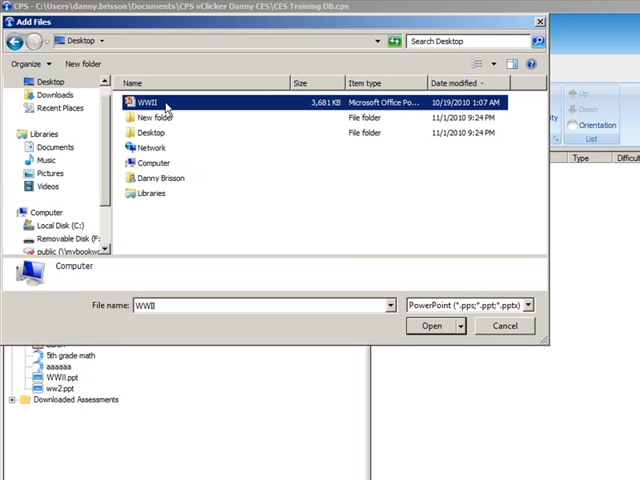 CPS - C:\Users\danny.brisson\Documents\CPS vClicker Danny CES\CES Training DB.cps
Add Files
Desktop
Search Desktop
Organize
New folder
Name
Size
Item type
Date modified
Desktop
Downloads
Recent Places
Libraries
Documents
Music
Pictures
Videos
Computer
Local Disk (C:)
Removable Disk (F:
public (\\mybookw
WWII
3,681 KB
Microsoft Office Po...
10/19/2010 1:07 AM
New folder
File folder
11/1/2010 9:24 PM
Desktop
File folder
11/1/2010 9:24 PM
Network
Computer
Danny Brisson
Libraries
Computer
File name:
WWII
PowerPoint (*.pps;*.ppt;*.pptx)
Open
Cancel
Up
Down
Orientation
List
Type
Difficult
5th grade math
aaaaaa
WWII.ppt
ww2.ppt
Downloaded Assessments